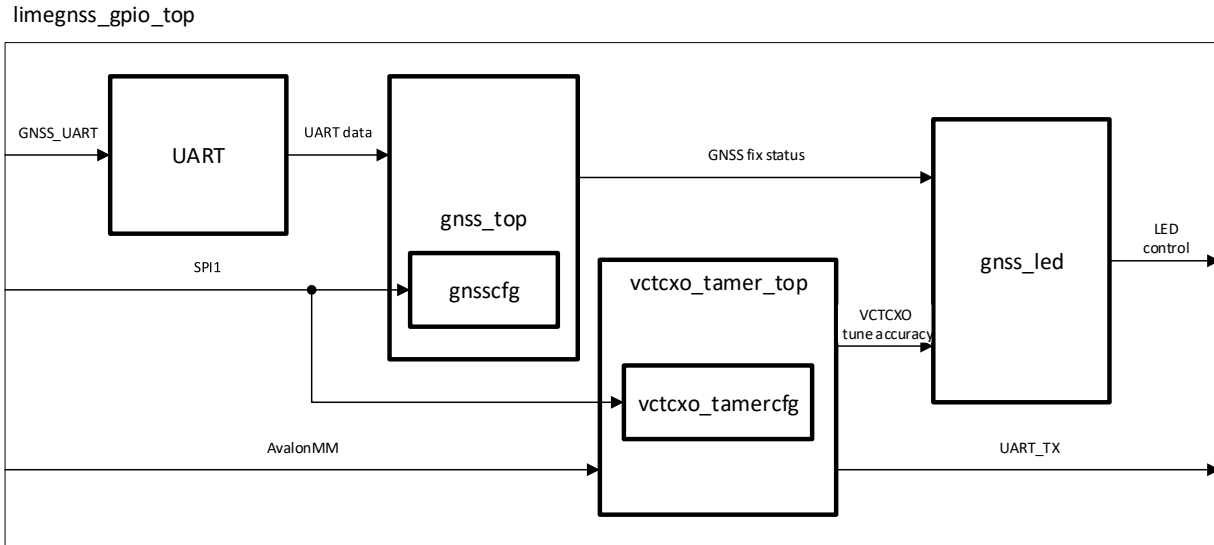 limegnss_gpio_top
GNSS_UART
UART
UART data
gnss_top
gnsscfg
GNSS fix status
SPI1
vctcxo_tamer_top
vctcxo_tamercfg
VCTCXO
tune accuracy
gnss_led
LED
control
AvalonMM
UART_TX